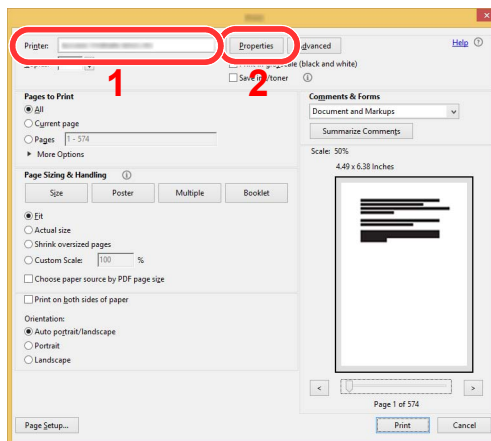 Printer:
Properties
Advanced
Help
(black and white)
1
2
Pages to Print
All
Current page
Pages 1 - 574
More Options
Page Sizing & Handling
Size Poster Multiple Booklet
Fit
Actual size
Shrink oversized pages
Custom Scale: 100 %
Choose paper source by PDF page size
Print on both sides of paper
Orientation:
Auto portrait/landscape
Portrait
Landscape
Comments & Forms
Document and Markups
Summarize Comments
Scale: 50%
4.49 x 6.38 Inches
< >
Page 1 of 574
Page Setup...
Print Cancel